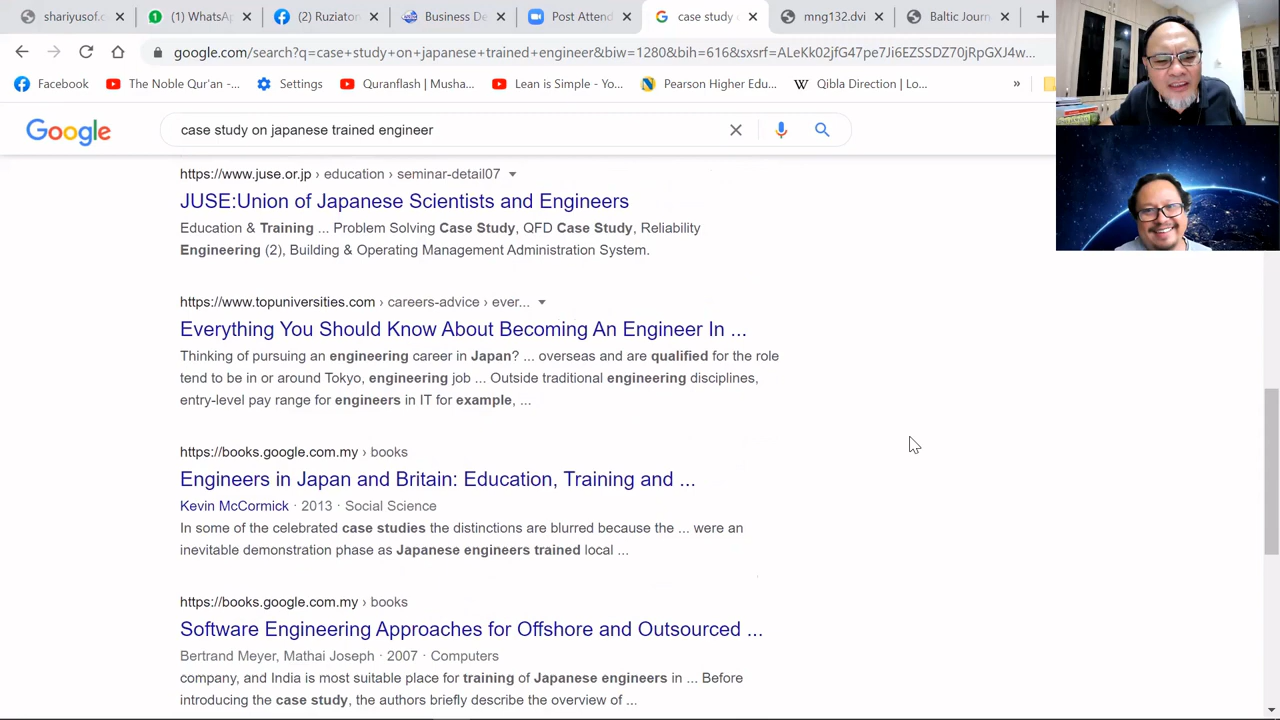 shariyusof.c
(1) WhatsA
(2) Ruziaton
Business De
Post Attend
case study
mng132.dvi
Baltic Journ
google.com/search?q=case+study+on+japanese+trained+engineer&biw=1280&bih=616&sxsrf=ALeKk02jfG47pe7Ji6EZSSDZ70jRpGXJ4w...
Facebook
The Noble Qur'an -...
Settings
Quranflash | Musha...
Lean is Simple - Yo...
Pearson Higher Edu...
Qibla Direction | Lo...
»
Google
case study on japanese trained engineer
https://www.juse.or.jp › education › seminar-detail07
JUSE:Union of Japanese Scientists and Engineers
Education & Training ... Problem Solving Case Study, QFD Case Study, Reliability
Engineering (2), Building & Operating Management Administration System.
https://www.topuniversities.com › careers-advice › ever...
Everything You Should Know About Becoming An Engineer In ...
Thinking of pursuing an engineering career in Japan? ... overseas and are qualified for the role
tend to be in or around Tokyo, engineering job ... Outside traditional engineering disciplines,
entry-level pay range for engineers in IT for example, ...
https://books.google.com.my › books
Engineers in Japan and Britain: Education, Training and ...
Kevin McCormick · 2013 · Social Science
In some of the celebrated case studies the distinctions are blurred because the ... were an
inevitable demonstration phase as Japanese engineers trained local ...
https://books.google.com.my › books
Software Engineering Approaches for Offshore and Outsourced ...
Bertrand Meyer, Mathai Joseph · 2007 · Computers
company, and India is most suitable place for training of Japanese engineers in ... Before
introducing the case study, the authors briefly describe the overview of ...